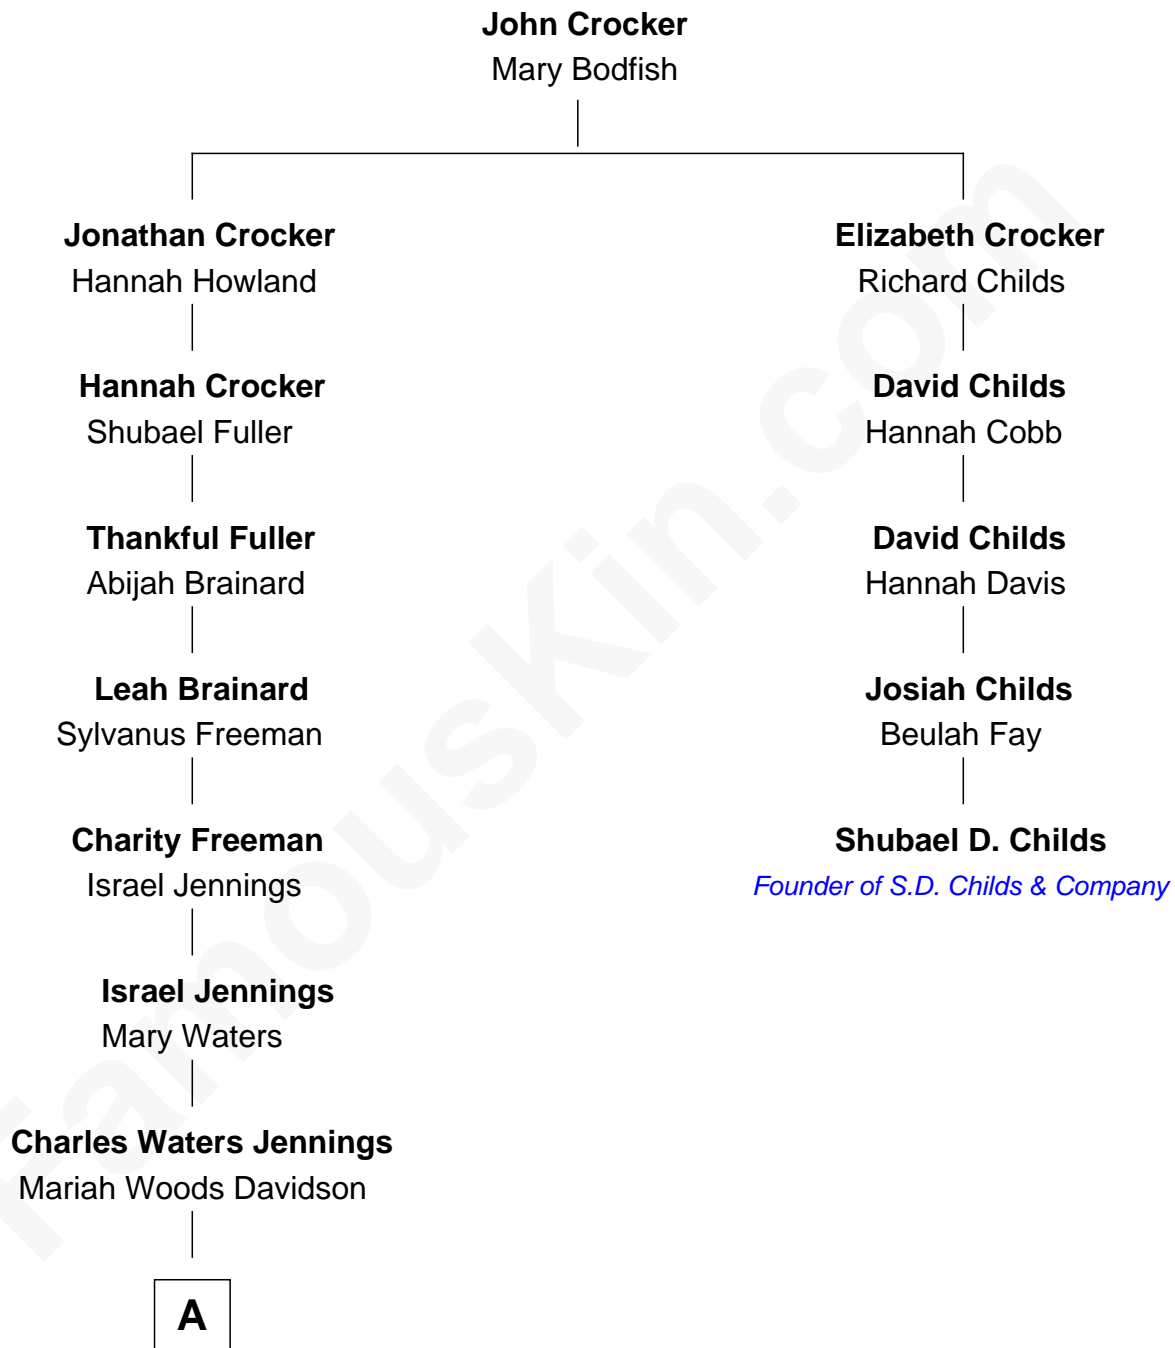 John Crocker
Mary Bodfish
Jonathan Crocker
Hannah Howland
Elizabeth Crocker
Richard Childs
Hannah Crocker
Shubael Fuller
David Childs
Hannah Cobb
Thankful Fuller
Abijah Brainard
David Childs
Hannah Davis
Leah Brainard
Sylvanus Freeman
Josiah Childs
Beulah Fay
Charity Freeman
Israel Jennings
Shubael D. Childs
Founder of S.D. Childs & Company
Israel Jennings
Mary Waters
Charles Waters Jennings
Mariah Woods Davidson
A
FamousKin.com